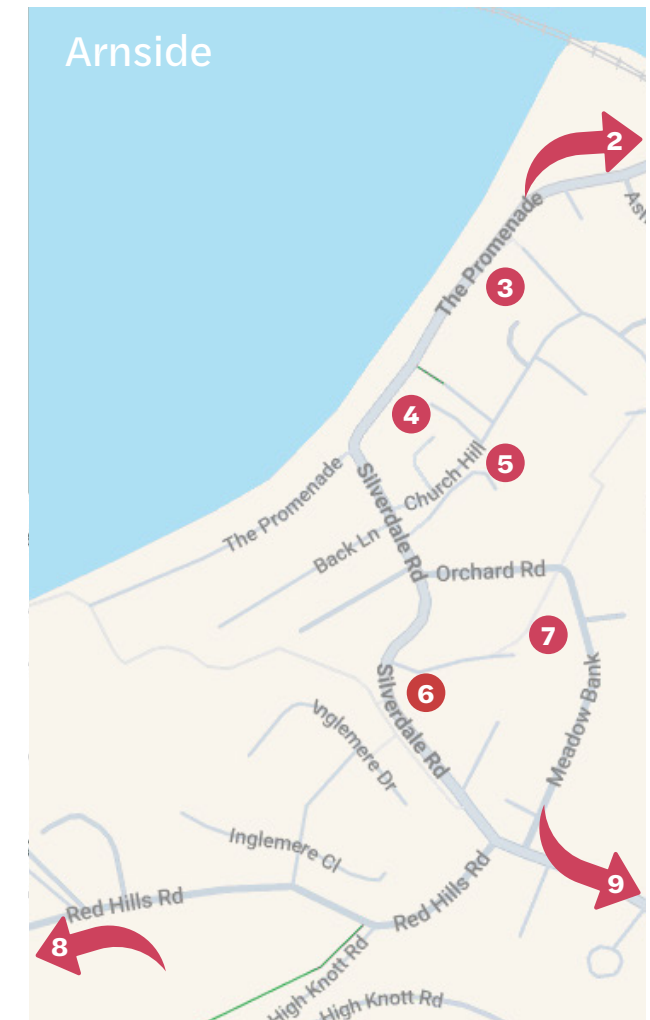 Arnside
2
Ash
The Promenade
3
4
Church Hill
5
The Promenade
Silverdale Rd
Back Ln
Orchard Rd
7
6
Silverdale Rd
Meadow Bank
Inglemere Dr
Inglemere Cl
9
Red Hills Rd
Red Hills Rd
8
High Knott Rd
High Knott Rd